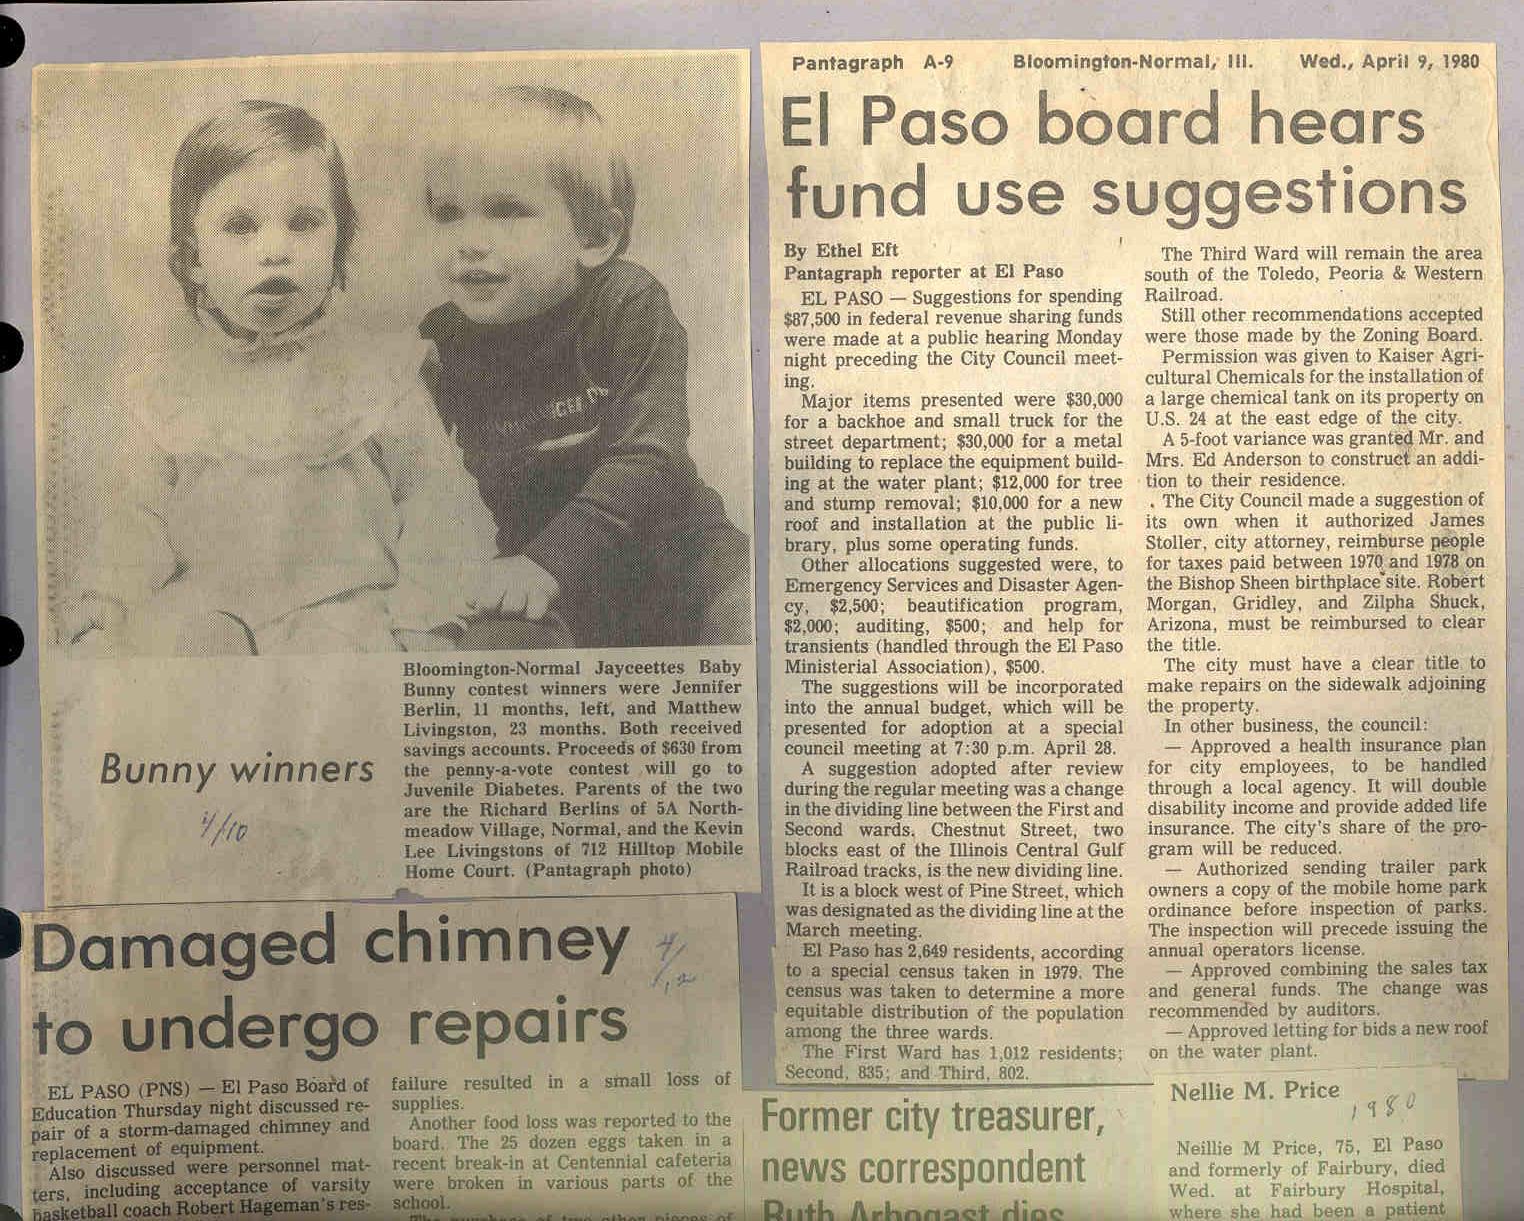 Bloomington-Normal Jayceettes Baby
Bunny contest winners were Jennifer
Berlin, 11 months, left, and Matthew
Livingston, 23 months. Both received
savings accounts. Proceeds of $630 from
the penny-a-vote contest will go to
Juvenile Diabetes. Parents of the two
are the Richard Berlins of 5A North-
meadow Village, Normal, and the Kevin
Lee Livingstons of 712 Hilltop Mobile
Home Court. (Pantagraph photo)
Bunny winners
4/10
Damaged chimney
to undergo repairs
4/12
EL PASO (PNS) — El Paso Board of
Education Thursday night discussed re-
pair of a storm-damaged chimney and
replacement of equipment.
Also discussed were personnel mat-
ters, including acceptance of varsity
basketball coach Robert Hageman's res-
failure resulted in a small loss of
supplies.
Another food loss was reported to the
board. The 25 dozen eggs taken in a
recent break-in at Centennial cafeteria
were broken in various parts of the
school.
The purchase of two other pieces of
Pantagraph A-9 Bloomington-Normal, Ill. Wed., April 9, 1980
El Paso board hears
fund use suggestions
By Ethel Eft
Pantagraph reporter at El Paso
EL PASO — Suggestions for spending
$87,500 in federal revenue sharing funds
were made at a public hearing Monday
night preceding the City Council meet-
ing.
Major items presented were $30,000
for a backhoe and small truck for the
street department; $30,000 for a metal
building to replace the equipment build-
ing at the water plant; $12,000 for tree
and stump removal; $10,000 for a new
roof and installation at the public li-
brary, plus some operating funds.
Other allocations suggested were, to
Emergency Services and Disaster Agen-
cy, $2,500; beautification program,
$2,000; auditing, $500; and help for
transients (handled through the El Paso
Ministerial Association), $500.
The suggestions will be incorporated
into the annual budget, which will be
presented for adoption at a special
council meeting at 7:30 p.m. April 28.
A suggestion adopted after review
during the regular meeting was a change
in the dividing line between the First and
Second wards. Chestnut Street, two
blocks east of the Illinois Central Gulf
Railroad tracks, is the new dividing line.
It is a block west of Pine Street, which
was designated as the dividing line at the
March meeting.
El Paso has 2,649 residents, according
to a special census taken in 1979. The
census was taken to determine a more
equitable distribution of the population
among the three wards.
The First Ward has 1,012 residents;
Second, 835; and Third, 802.
The Third Ward will remain the area
south of the Toledo, Peoria & Western
Railroad.
Still other recommendations accepted
were those made by the Zoning Board.
Permission was given to Kaiser Agri-
cultural Chemicals for the installation of
a large chemical tank on its property on
U.S. 24 at the east edge of the city.
A 5-foot variance was granted Mr. and
Mrs. Ed Anderson to construct an addi-
tion to their residence.
The City Council made a suggestion of
its own when it authorized James
Stoller, city attorney, reimburse people
for taxes paid between 1970 and 1978 on
the Bishop Sheen birthplace site. Robert
Morgan, Gridley, and Zilpha Shuck,
Arizona, must be reimbursed to clear
the title.
The city must have a clear title to
make repairs on the sidewalk adjoining
the property.
In other business, the council:
— Approved a health insurance plan
for city employees, to be handled
through a local agency. It will double
disability income and provide added life
insurance. The city's share of the pro-
gram will be reduced.
— Authorized sending trailer park
owners a copy of the mobile home park
ordinance before inspection of parks.
The inspection will precede issuing the
annual operators license.
— Approved combining the sales tax
and general funds. The change was
recommended by auditors.
— Approved letting for bids a new roof
on the water plant.
Former city treasurer,
news correspondent
Ruth Arbogast dies
Nellie M. Price
1980
Neillie M Price, 75, El Paso
and formerly of Fairbury, died
Wed. at Fairbury Hospital,
where she had been a patient